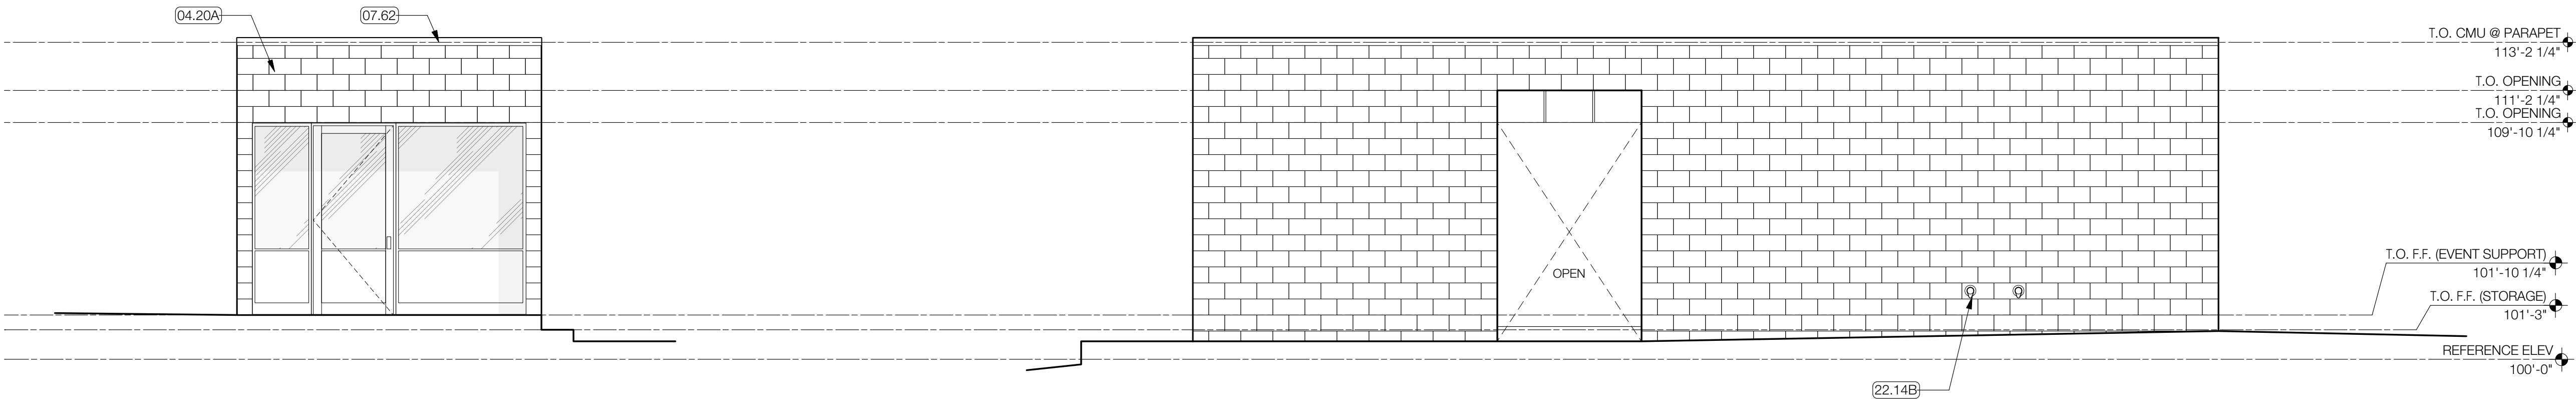 04.20A
07.62
T.O. CMU @ PARAPET
113'-2 1/4"
T.O. OPENING
111'-2 1/4"
T.O. OPENING
109'-10 1/4"
OPEN
T.O. F.F. (EVENT SUPPORT)
101'-10 1/4"
T.O. F.F. (STORAGE)
101'-3"
REFERENCE ELEV
100'-0"
22.14B